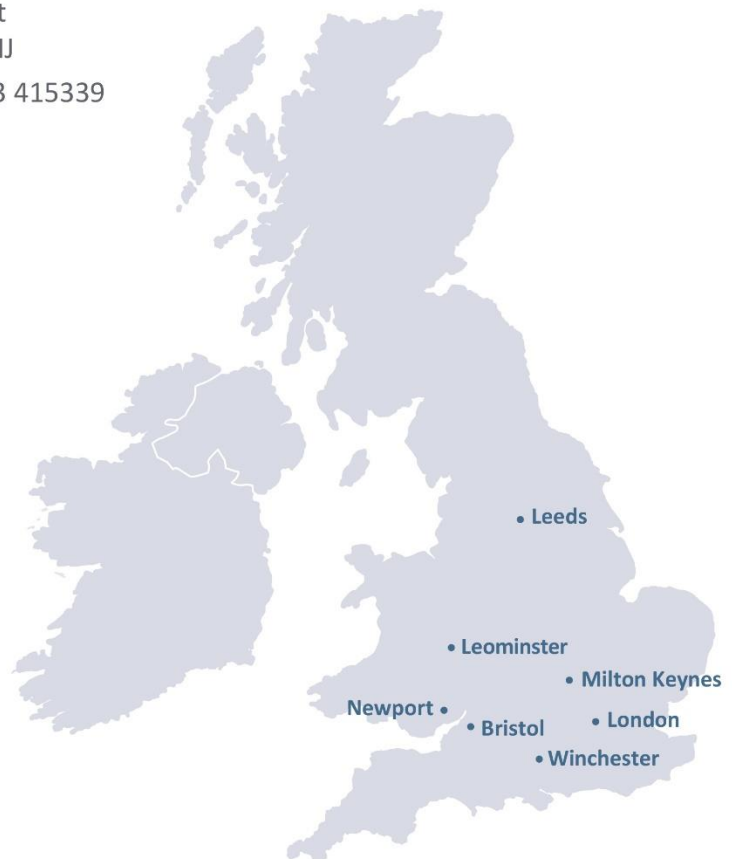 t
IJ
3 415339
Leeds
Leominster
Milton Keynes
Newport
London
Bristol
Winchester